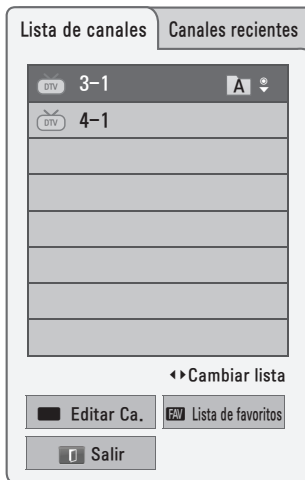 Lista de canales
Canales recientes
DTV 3-1 A
DTV 4-1
Cambiar lista
Editar Ca.
FAV Lista de favoritos
Salir